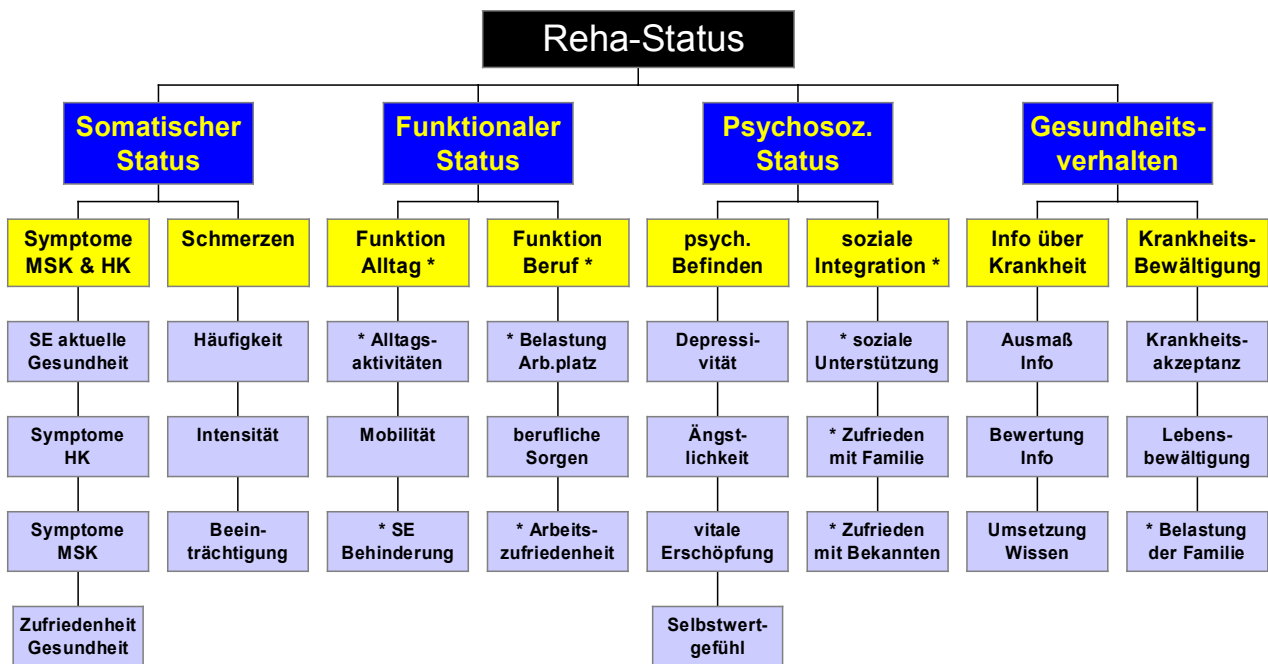 Reha-Status
Somatischer
Status
Funktionaler
Status
Psychosoz.
Status
Gesundheits-
verhalten
Symptome
MSK & HK
Schmerzen
Funktion
Alltag *
Funktion
Beruf *
psych.
Befinden
soziale
Integration *
Info über
Krankheit
Krankheits-
Bewältigung
SE aktuelle
Gesundheit
Häufigkeit
* Alltags-
aktivitäten
* Belastung
Arb.platz
Depressi-
vität
* soziale
Unterstützung
Ausmaß
Info
Krankheits-
akzeptanz
Symptome
HK
Intensität
Mobilität
berufliche
Sorgen
Ängst-
lichkeit
* Zufrieden
mit Familie
Bewertung
Info
Lebens-
bewältigung
Symptome
MSK
Beein-
trächtigung
* SE
Behinderung
* Arbeits-
zufriedenheit
vitale
Erschöpfung
* Zufrieden
mit Bekannten
Umsetzung
Wissen
* Belastung
der Familie
Zufriedenheit
Gesundheit
Selbstwert-
gefühl